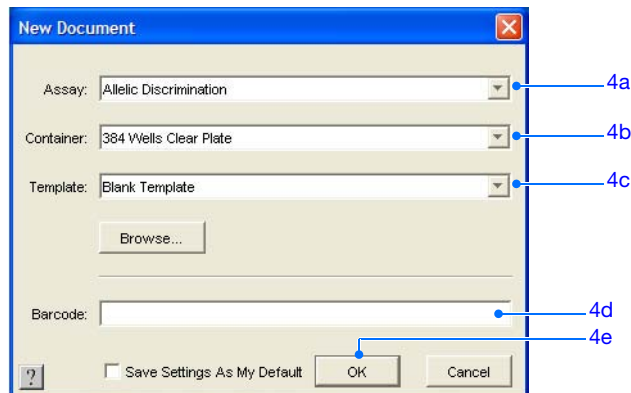 New Document
Assay: Allelic Discrimination
4a
Container: 384 Wells Clear Plate
4b
Template: Blank Template
4c
Browse...
Barcode:
4d
4e
? Save Settings As My Default OK Cancel